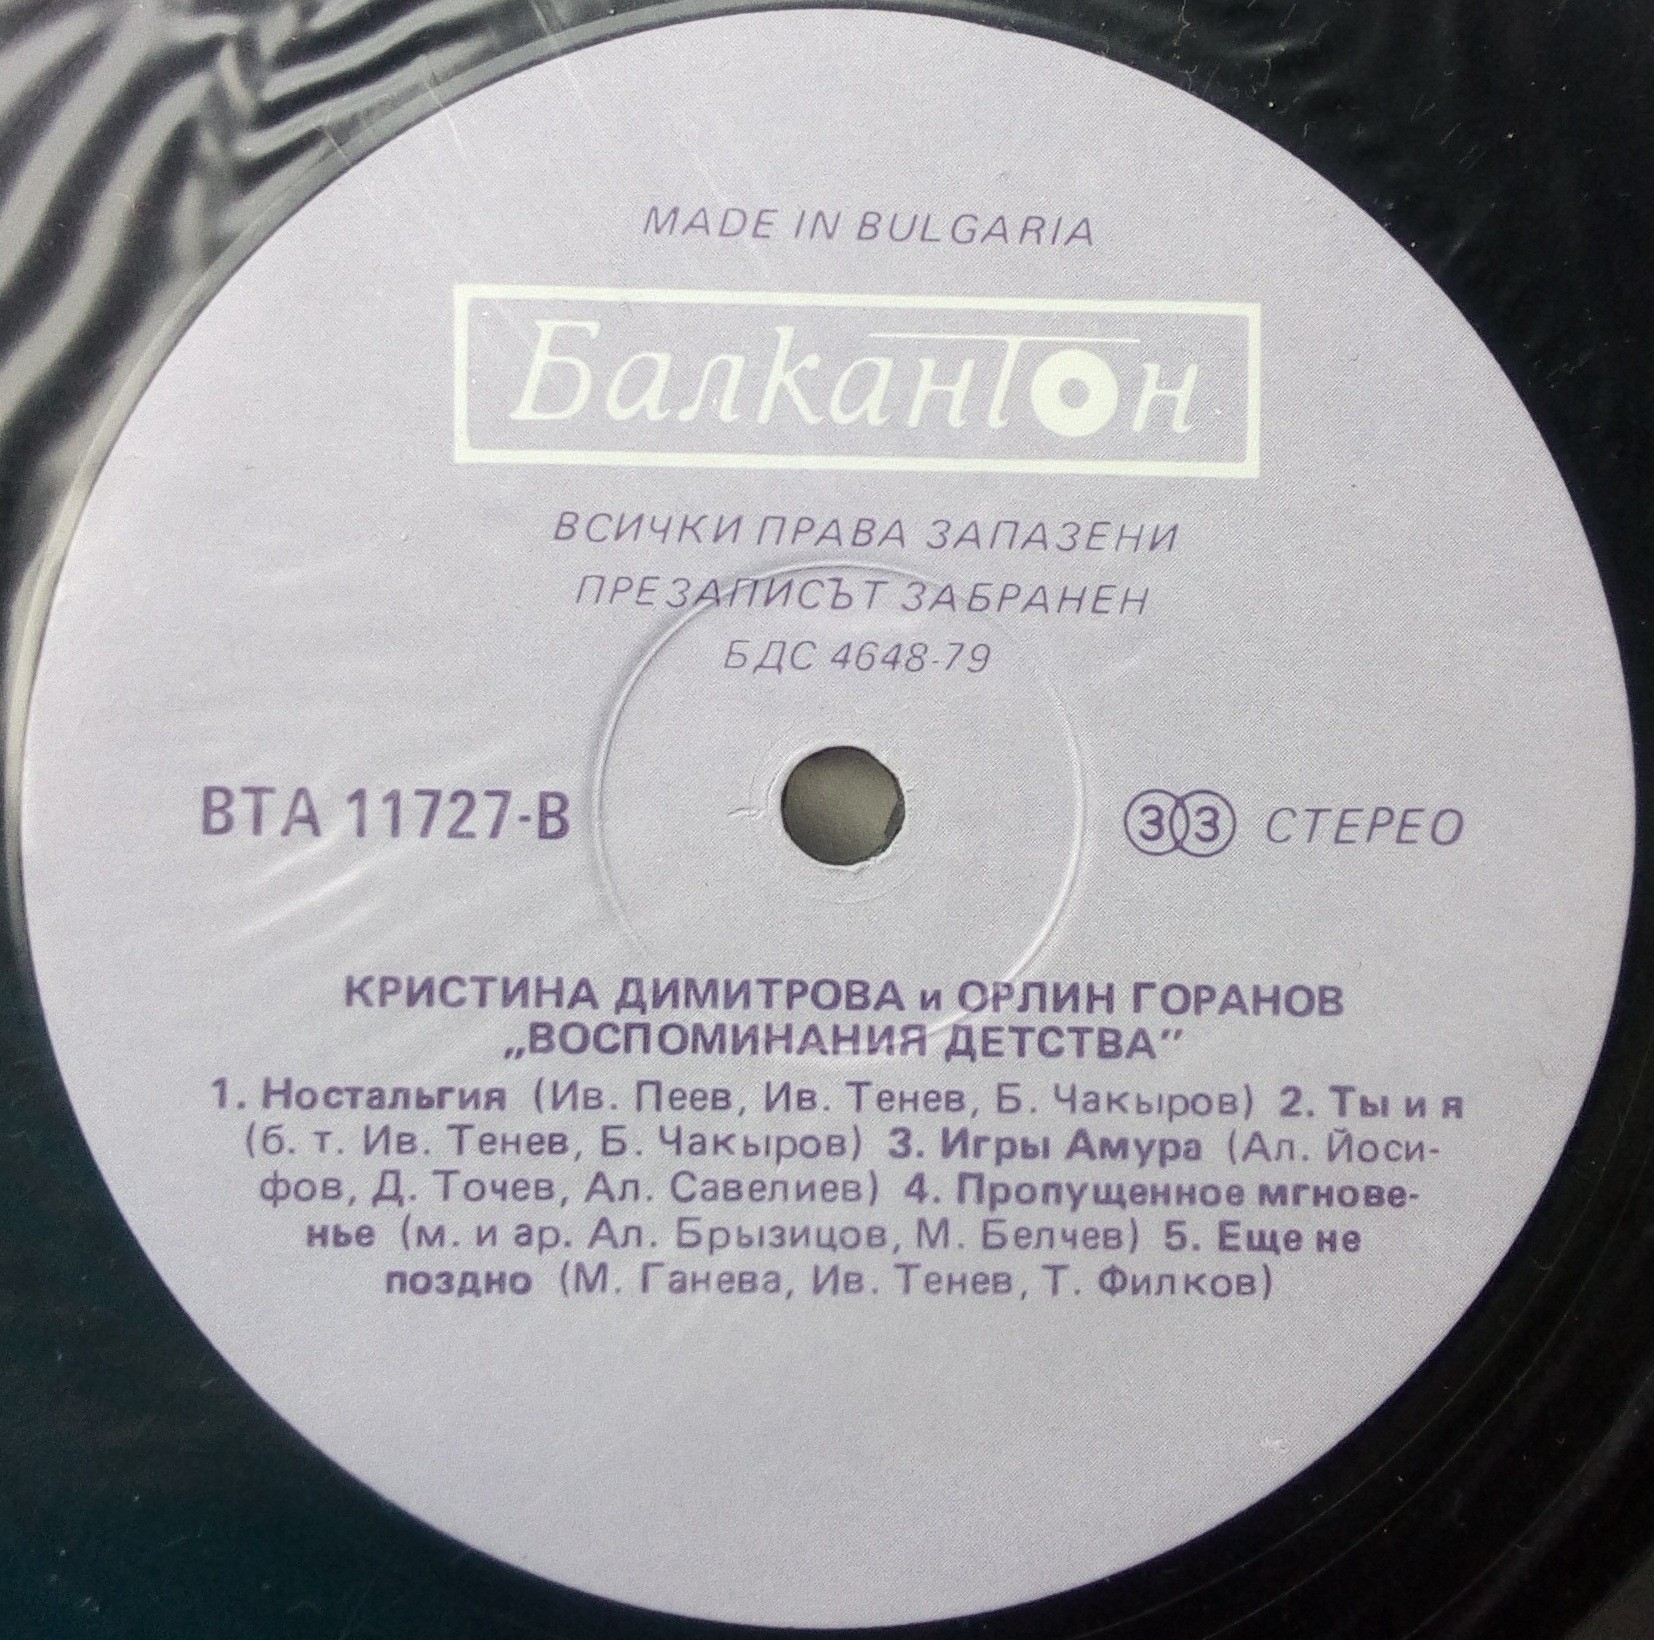 MADE IN BULGARIA
Балкантон
ВСИЧКИ ПРАВА ЗАПАЗЕНИ
ПРЕЗАПИСЪТ ЗАБРАНЕН
БДС 4648-79
ВТА 11727-В
33 СТЕРЕО
КРИСТИНА ДИМИТРОВА и ОРЛИН ГОРАНОВ
„ВОСПОМИНАНИЯ ДЕТСТВА”
1. Ностальгия (Ив. Пеев, Ив. Тенев, Б. Чакыров) 2. Ты и я
(б. т. Ив. Тенев, Б. Чакыров) 3. Игры Амура (Ал. Йоси-
фов, Д. Точев, Ал. Савелиев) 4. Пропущенное мгнове-
нье (м. и ар. Ал. Брызицов, М. Белчев) 5. Еще не
поздно (М. Ганева, Ив. Тенев, Т. Филков)